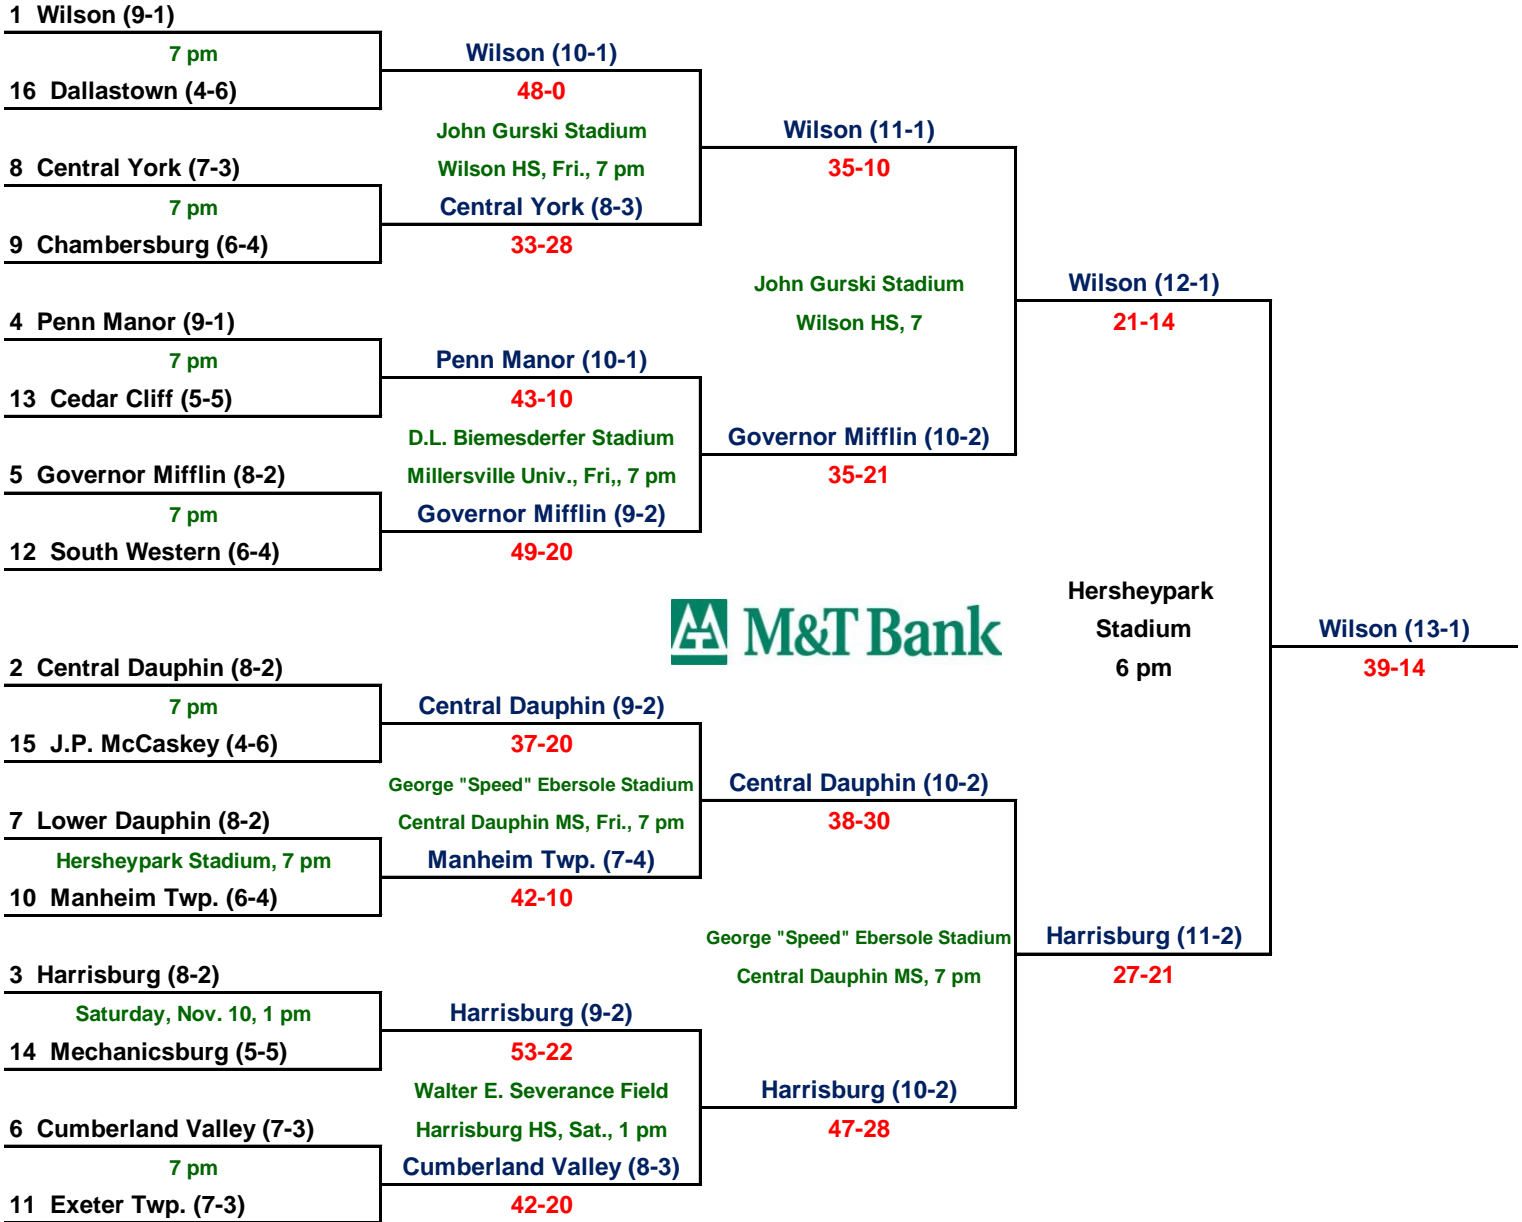 1 Wilson (9-1)
7 pm
16 Dallastown (4-6)
8 Central York (7-3)
7 pm
9 Chambersburg (6-4)
4 Penn Manor (9-1)
7 pm
13 Cedar Cliff (5-5)
5 Governor Mifflin (8-2)
7 pm
12 South Western (6-4)
2 Central Dauphin (8-2)
7 pm
15 J.P. McCaskey (4-6)
7 Lower Dauphin (8-2)
Hersheypark Stadium, 7 pm
10 Manheim Twp. (6-4)
3 Harrisburg (8-2)
Saturday, Nov. 10, 1 pm
14 Mechanicsburg (5-5)
6 Cumberland Valley (7-3)
7 pm
11 Exeter Twp. (7-3)
Wilson (10-1)
48-0
John Gurski Stadium
Wilson HS, Fri., 7 pm
Central York (8-3)
33-28
Penn Manor (10-1)
43-10
D.L. Biemesderfer Stadium
Millersville Univ., Fri,, 7 pm
Governor Mifflin (9-2)
49-20
Central Dauphin (9-2)
37-20
George "Speed" Ebersole Stadium
Central Dauphin MS, Fri., 7 pm
Manheim Twp. (7-4)
42-10
Harrisburg (9-2)
53-22
Walter E. Severance Field
Harrisburg HS, Sat., 1 pm
Cumberland Valley (8-3)
42-20
Wilson (11-1)
35-10
John Gurski Stadium
Wilson HS, 7
Governor Mifflin (10-2)
35-21
M&T Bank
Central Dauphin (10-2)
38-30
George "Speed" Ebersole Stadium
Central Dauphin MS, 7 pm
Harrisburg (10-2)
47-28
Wilson (12-1)
21-14
Hersheypark
Stadium
6 pm
Harrisburg (11-2)
27-21
Wilson (13-1)
39-14